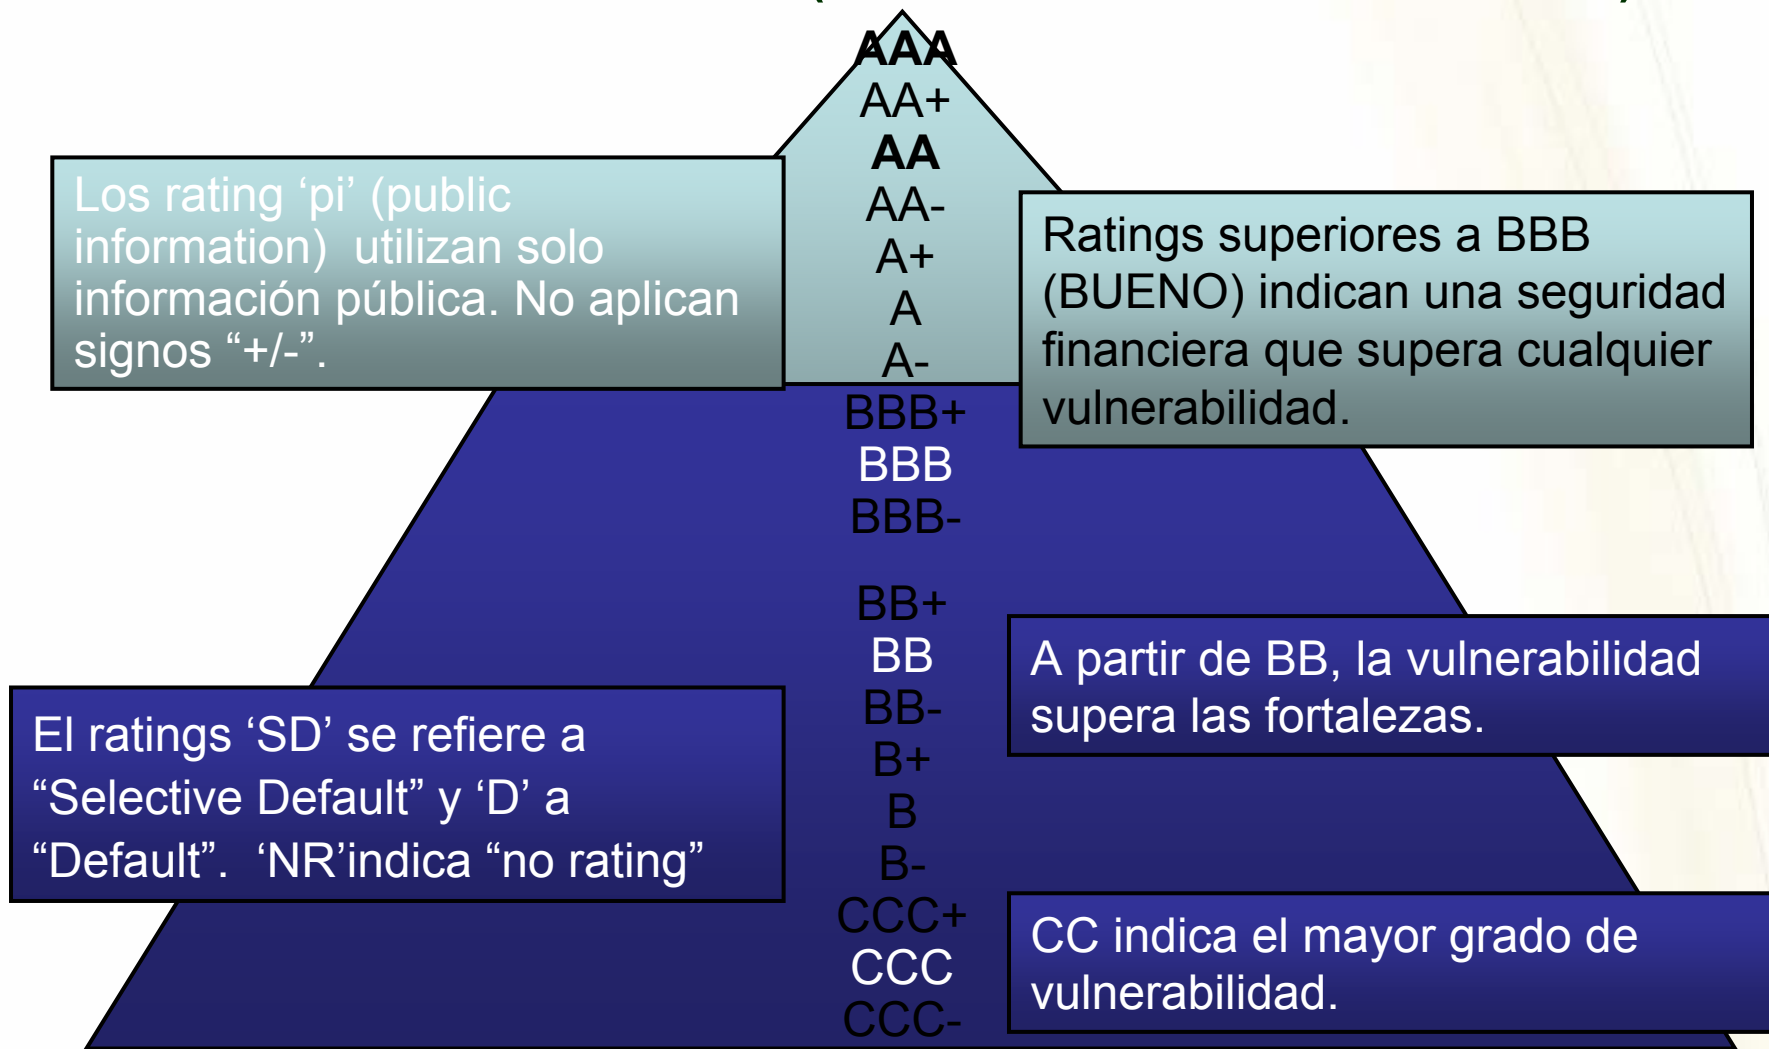 AAA
AA+
AA
AA-
A+
A
A-
BBB+
BBB
BBB-
BB+
BB
BB-
B+
B
B-
CCC+
CCC
CCC-
Los rating ‘pi’ (public
information)  utilizan solo
información pública. No aplican
signos “+/-”.
Ratings superiores a BBB
(BUENO) indican una seguridad
financiera que supera cualquier
vulnerabilidad.
El ratings ‘SD’ se refiere a
“Selective Default” y ‘D’ a
“Default”.  ‘NR’indica “no rating”
A partir de BB, la vulnerabilidad
supera las fortalezas.
CC indica el mayor grado de
vulnerabilidad.